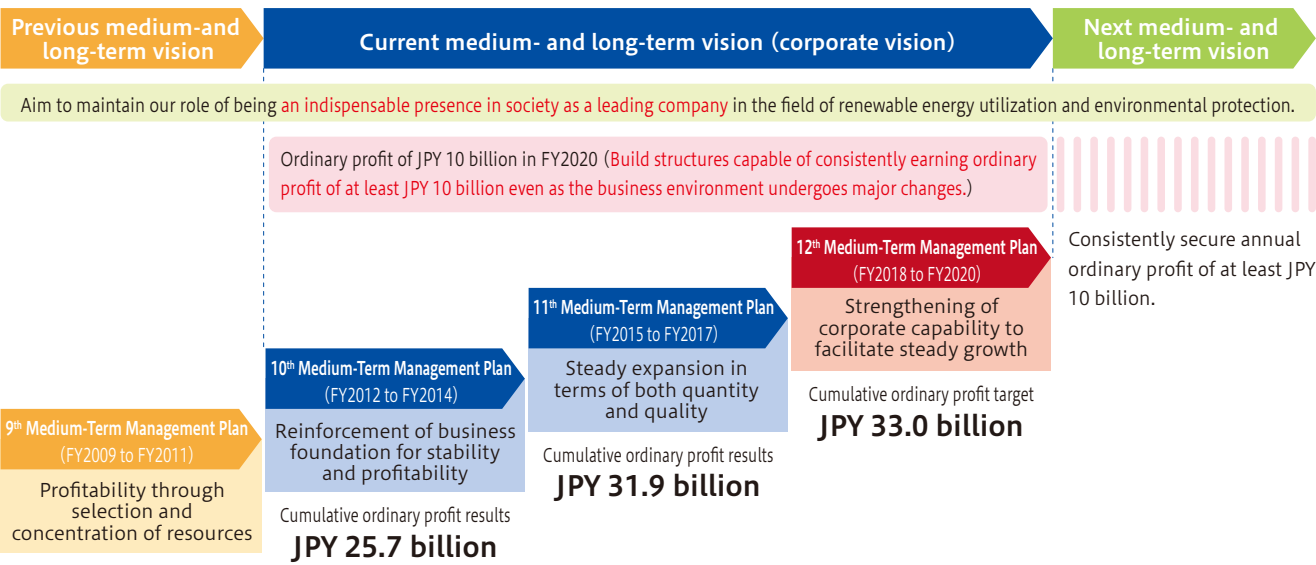 Previous medium-and
long-term vision
Current medium- and long-term vision (corporate vision)
Next medium- and
long-term vision
Aim to maintain our role of being an indispensable presence in society as a leading company in the field of renewable energy utilization and environmental protection.
Ordinary profit of JPY 10 billion in FY2020 (Build structures capable of consistently earning ordinary
profit of at least JPY 10 billion even as the business environment undergoes major changes.)
Consistently secure annual
ordinary profit of at least JPY
10 billion.
9th Medium-Term Management Plan
(FY2009 to FY2011)
Profitability through
selection and
concentration of resources
10th Medium-Term Management Plan
(FY2012 to FY2014)
Reinforcement of business
foundation for stability
and profitability
Cumulative ordinary profit results
JPY 25.7 billion
11th Medium-Term Management Plan
(FY2015 to FY2017)
Steady expansion in
terms of both quantity
and quality
Cumulative ordinary profit results
JPY 31.9 billion
12th Medium-Term Management Plan
(FY2018 to FY2020)
Strengthening of
corporate capability to
facilitate steady growth
Cumulative ordinary profit target
JPY 33.0 billion